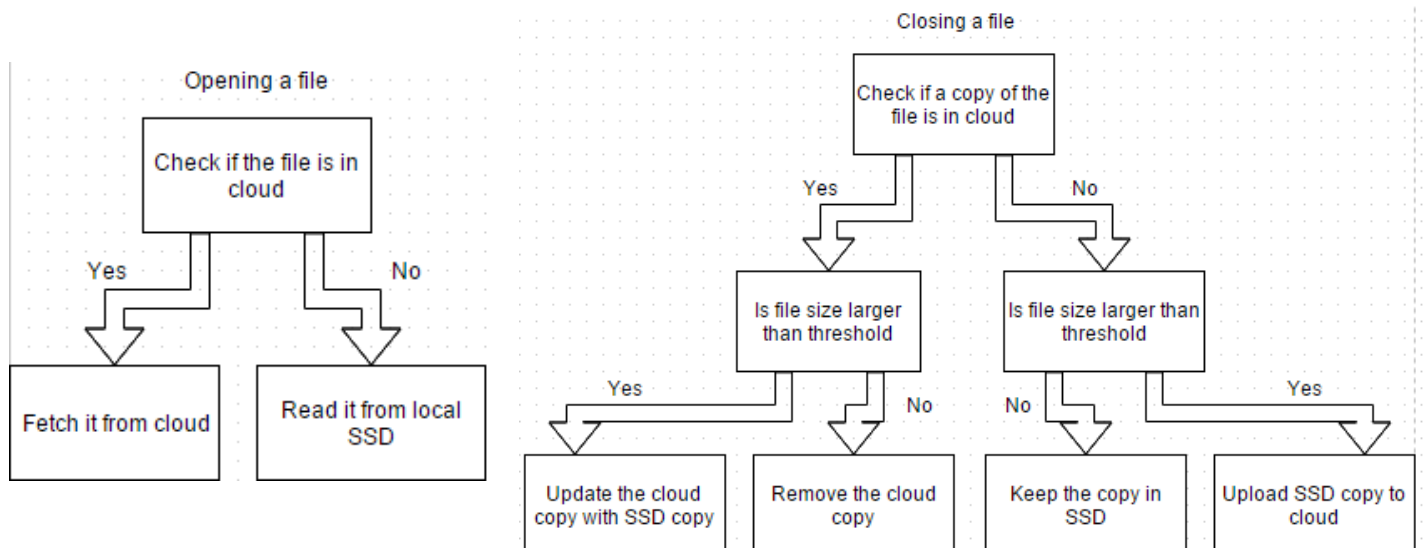 Opening a file
Check if the file is in
cloud
Yes
No
Fetch it from cloud
Read it from local
SSD
Closing a file
Check if a copy of the
file is in cloud
Yes
No
Is file size larger
than threshold
Is file size larger than
threshold
Yes
No
No
Yes
Update the cloud
copy with SSD copy
Remove the cloud
copy
Keep the copy in
SSD
Upload SSD copy to
cloud